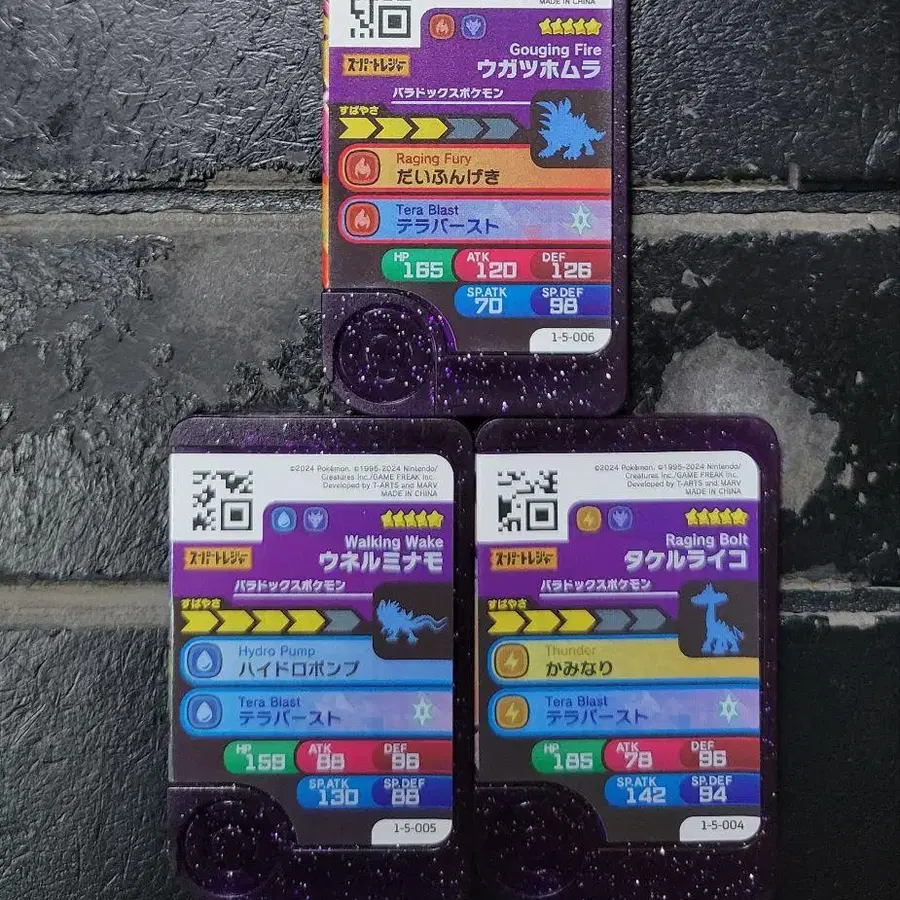 MADE IN CHINA
Gouging Fire
スーパートレジャー
ウガツホムラ
パラドックスポケモン
すばやさ
Raging Fury
だいふんげき
Tera Blast
テラバースト
HP 165 ATK 120 DEF 126
SP.ATK 70 SP.DEF 98
1-5-006
©2024 Pokémon. ©1995-2024 Nintendo/
Creatures Inc./GAME FREAK Inc.
Developed by T-ARTS and MARV
MADE IN CHINA
Walking Wake
スーパートレジャー
ウネルミナモ
パラドックスポケモン
すばやさ
Hydro Pump
ハイドロポンプ
Tera Blast
テラバースト
HP 159 ATK 88 DEF 96
SP.ATK 130 SP.DEF 88
1-5-005
©2024 Pokémon. ©1995-2024 Nintendo/
Creatures Inc./GAME FREAK Inc.
Developed by T-ARTS and MARV
MADE IN CHINA
Raging Bolt
スーパートレジャー
タケルライコ
パラドックスポケモン
すばやさ
Thunder
かみなり
Tera Blast
テラバースト
HP 185 ATK 78 DEF 96
SP.ATK 142 SP.DEF 94
1-5-004